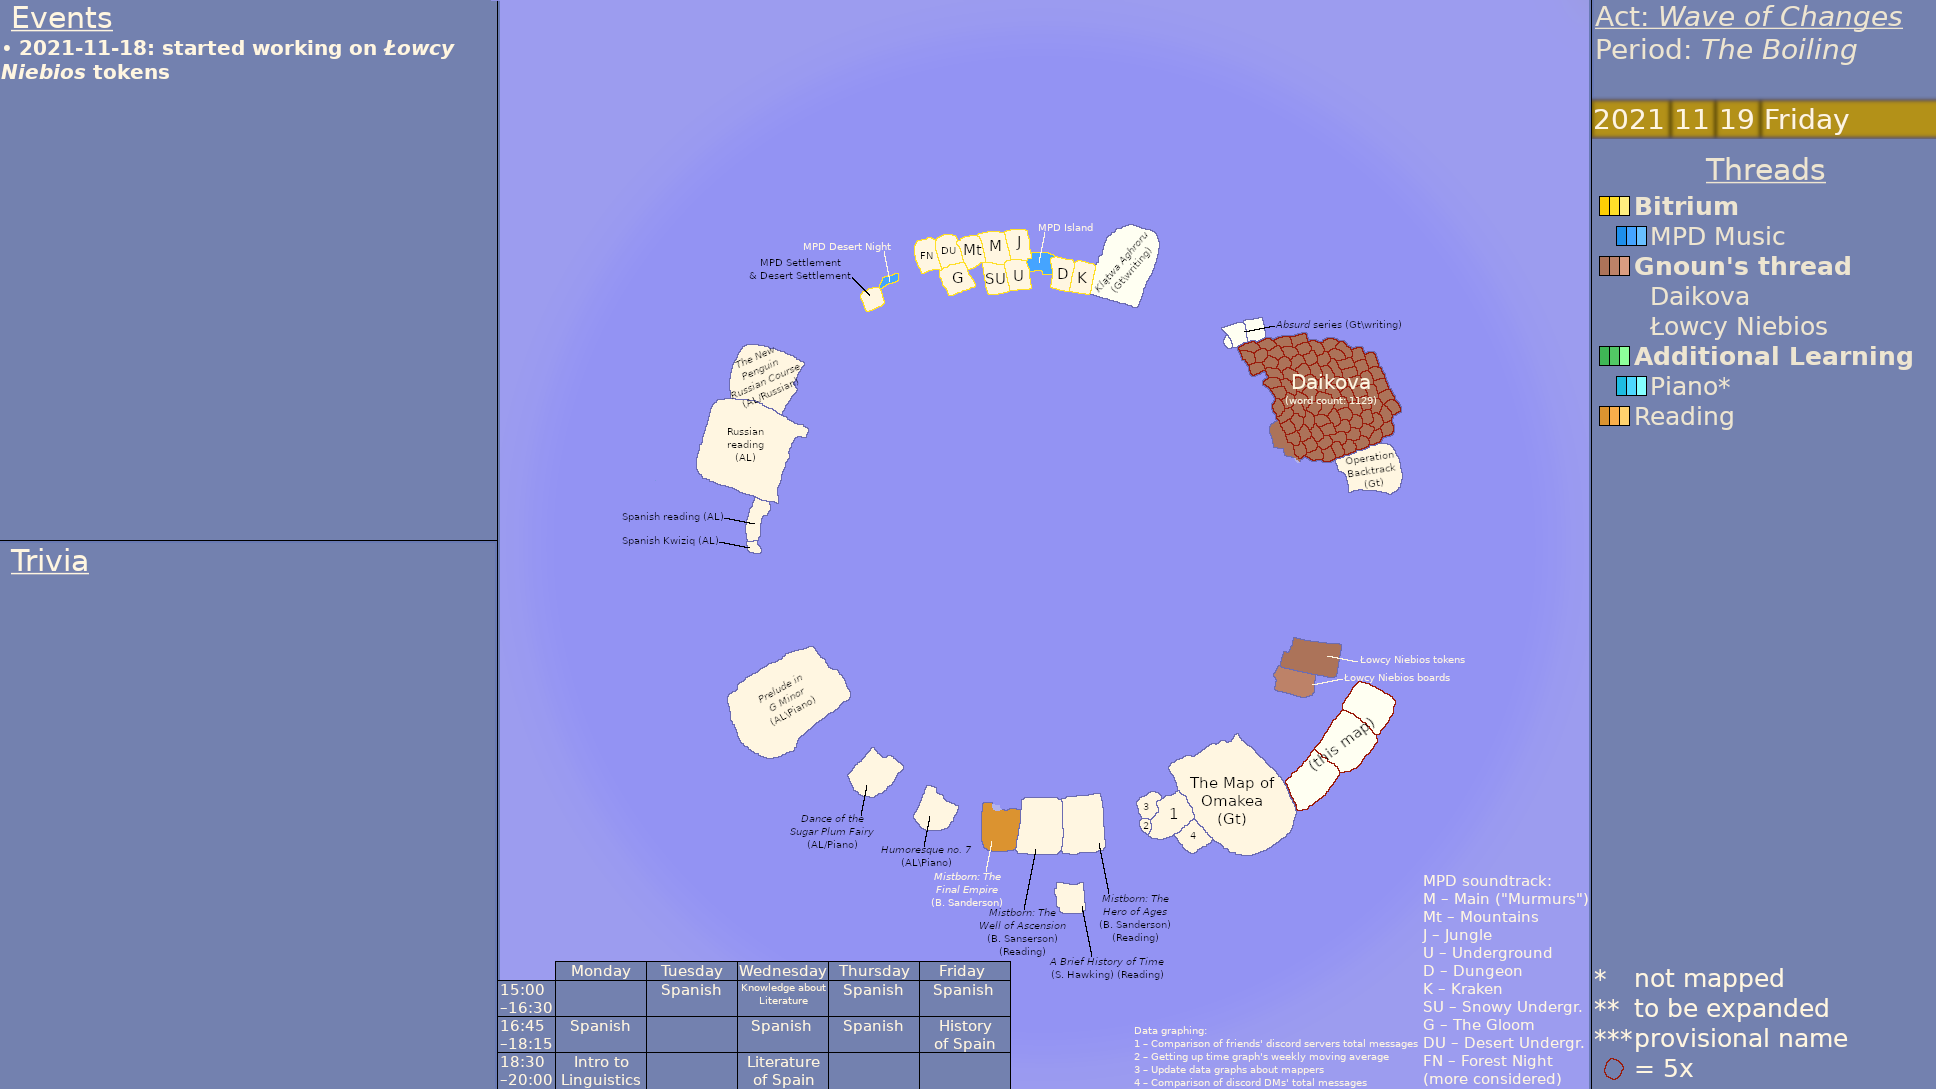 Events
• 2021-11-18: started working on Łowcy
Niebios tokens
Trivia
MPD Desert Night
MPD Settlement
& Desert Settlement
FN
DU
Mt
M
J
G
SU
U
MPD Island
D
K
Klatwa Aghroru
(Gt\writing)
Absurd series (Gt\writing)
Daikova
(word count: 1129)
Operation
Backtrack
(Gt)
The New
Penguin
Russian Course
(AL/Russian)
Russian
reading
(AL)
Spanish reading (AL)
Spanish Kwiziq (AL)
Prelude in
G Minor
(AL\Piano)
Dance of the
Sugar Plum Fairy
(AL/Piano)
Humoresque no. 7
(AL\Piano)
Mistborn: The
Final Empire
(B. Sanderson)
Mistborn: The
Well of Ascension
(B. Sanserson)
(Reading)
Mistborn: The
Hero of Ages
(B. Sanderson)
(Reading)
A Brief History of Time
(S. Hawking) (Reading)
3
2
1
4
The Map of
Omakea
(Gt)
(this map)
Łowcy Niebios tokens
Łowcy Niebios boards
Monday Tuesday Wednesday Thursday Friday
15:00
–16:30
Spanish
Knowledge about
Literature
Spanish
Spanish
16:45
–18:15
Spanish
Spanish
Spanish
History
of Spain
18:30
–20:00
Intro to
Linguistics
Literature
of Spain
Data graphing:
1 – Comparison of friends' discord servers total messages
2 – Getting up time graph's weekly moving average
3 – Update data graphs about mappers
4 – Comparison of discord DMs' total messages
MPD soundtrack:
M – Main ("Murmurs")
Mt – Mountains
J – Jungle
U – Underground
D – Dungeon
K – Kraken
SU – Snowy Undergr.
G – The Gloom
DU – Desert Undergr.
FN – Forest Night
(more considered)
Act: Wave of Changes
Period: The Boiling
2021 11 19 Friday
Threads
Bitrium
MPD Music
Gnoun's thread
Daikova
Łowcy Niebios
Additional Learning
Piano*
Reading
* not mapped
** to be expanded
*** provisional name
= 5x